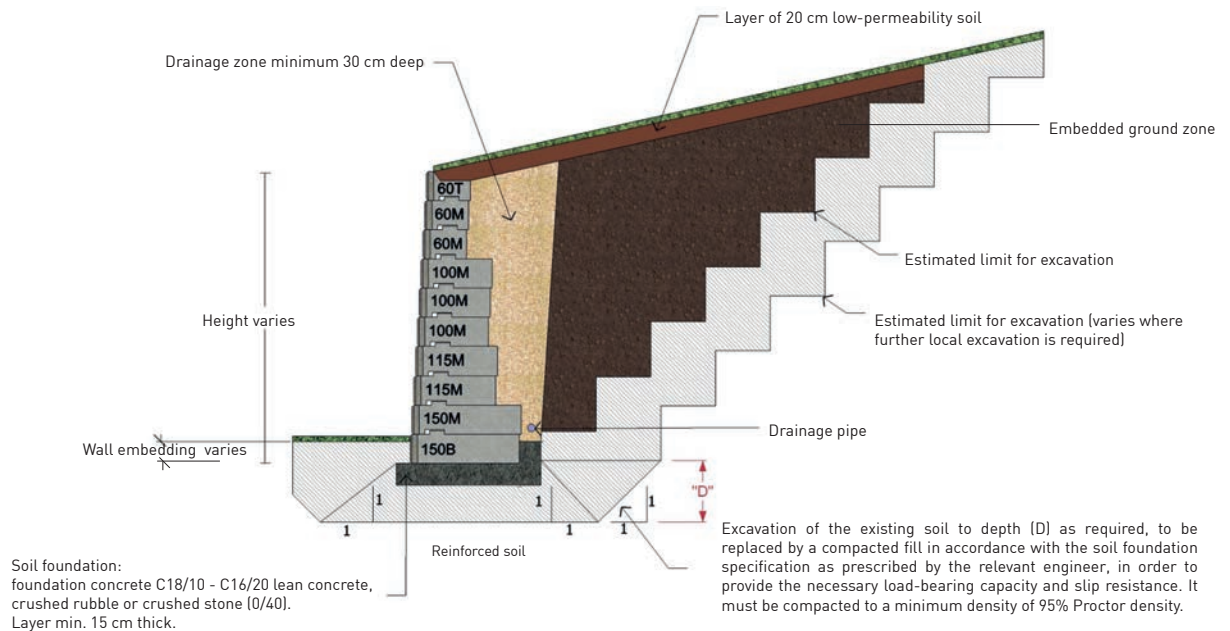 Layer of 20 cm low-permeability soil
Drainage zone minimum 30 cm deep
Embedded ground zone
60T
60M
60M
100M
100M
100M
115M
115M
150M
150B
Estimated limit for excavation
Height varies
Estimated limit for excavation (varies where
further local excavation is required)
Drainage pipe
Wall embedding varies
"D"
1
1
1
1
1
1
Reinforced soil
Soil foundation:
foundation concrete C18/10 - C16/20 lean concrete,
crushed rubble or crushed stone (0/40).
Layer min. 15 cm thick.
Excavation of the existing soil to depth (D) as required, to be
replaced by a compacted fill in accordance with the soil foundation
specification as prescribed by the relevant engineer, in order to
provide the necessary load-bearing capacity and slip resistance. It
must be compacted to a minimum density of 95% Proctor density.